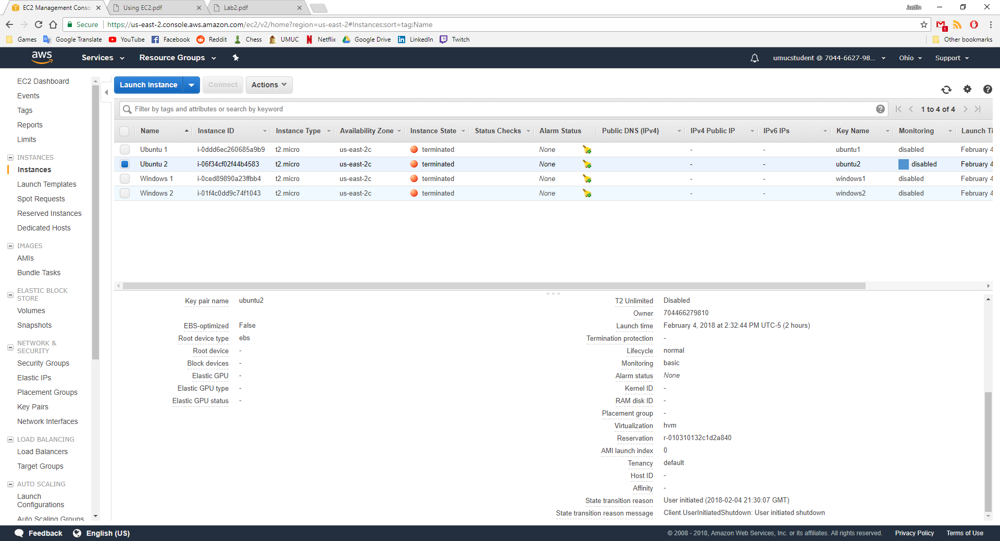 EC2 Management Conso
Using EC2.pdf
Lab2.pdf
Justin
Secure
https://us-east-2.console.aws.amazon.com/ec2/v2/home?region=us-east-2#Instances:sort=tag:Name
1
Games
Google Translate
YouTube
Facebook
Reddit
Chess
UMUC
Netflix
Google Drive
LinkedIn
Twitch
Other bookmarks
aws
Services
Resource Groups
umucstudent @ 7044-6627-98...
Ohio
Support
EC2 Dashboard
Events
Tags
Reports
Limits
INSTANCES
Instances
Launch Templates
Spot Requests
Reserved Instances
Dedicated Hosts
IMAGES
AMIs
Bundle Tasks
ELASTIC BLOCK
STORE
Volumes
Snapshots
NETWORK &
SECURITY
Security Groups
Elastic IPs
Placement Groups
Key Pairs
Network Interfaces
LOAD BALANCING
Load Balancers
Target Groups
AUTO SCALING
Launch
Configurations
Auto Scaling Groups
Launch Instance
Connect
Actions
Filter by tags and attributes or search by keyword
1 to 4 of 4
Name Instance ID Instance Type Availability Zone Instance State Status Checks Alarm Status Public DNS (IPv4) IPv4 Public IP IPv6 IPs Key Name Monitoring Launch Ti
Ubuntu 1 i-0ddd6ec260685a9b9 t2.micro us-east-2c terminated None - - ubuntu1 disabled February 4
Ubuntu 2 i-06f34cf02f44b4583 t2.micro us-east-2c terminated None - - ubuntu2 disabled February 4
Windows 1 i-0ced89890a23ffbb4 t2.micro us-east-2c terminated None - - windows1 disabled February 4
Windows 2 i-01f4c0dd9c74f1043 t2.micro us-east-2c terminated None - - windows2 disabled February 4
Key pair name ubuntu2
EBS-optimized False
Root device type ebs
Root device -
Block devices -
Elastic GPU -
Elastic GPU type -
Elastic GPU status -
T2 Unlimited Disabled
Owner 704466279810
Launch time February 4, 2018 at 2:32:44 PM UTC-5 (2 hours)
Termination protection -
Lifecycle normal
Monitoring basic
Alarm status None
Kernel ID -
RAM disk ID -
Placement group -
Virtualization hvm
Reservation r-010310132c1d2a840
AMI launch index 0
Tenancy default
Host ID -
Affinity -
State transition reason User initiated (2018-02-04 21:30:07 GMT)
State transition reason message Client.UserInitiatedShutdown: User initiated shutdown
Feedback
English (US)
© 2008 - 2018, Amazon Web Services, Inc. or its affiliates. All rights reserved.
Privacy Policy
Terms of Use